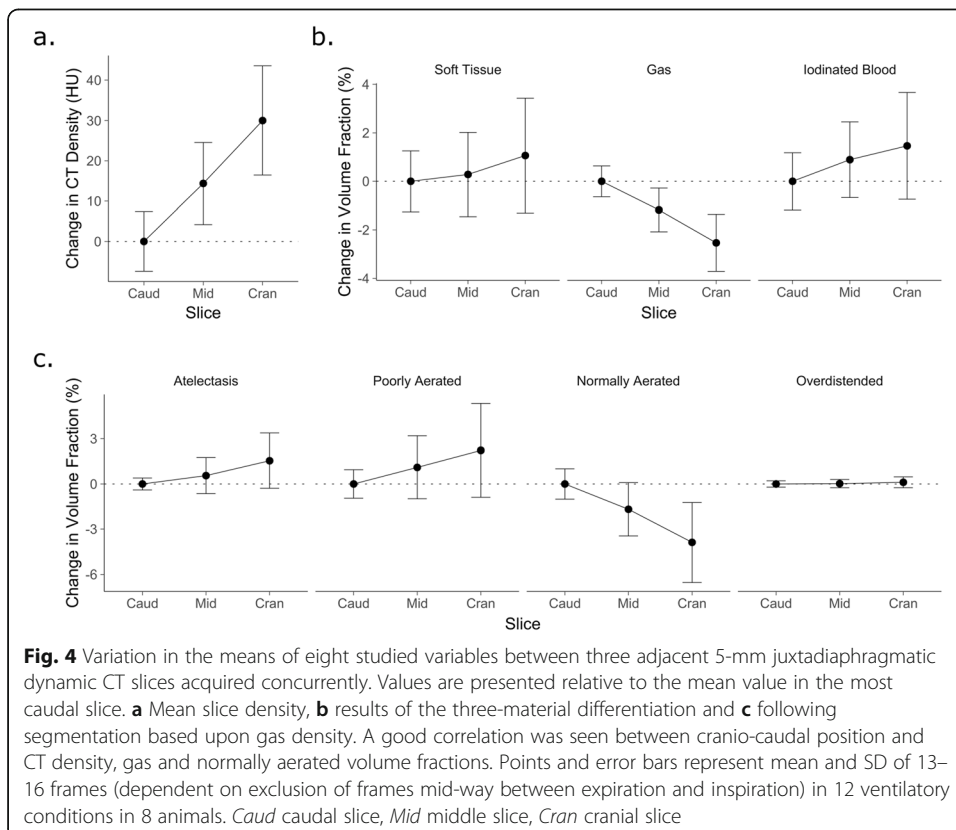 a.
Change in CT Density (HU)
40
30
20
10
0
Caud Mid Cran
Slice
b.
Soft Tissue Gas Iodinated Blood
Change in Volume Fraction (%)
4
2
0
-2
-4
Caud Mid Cran Caud Mid Cran Caud Mid Cran
Slice
c.
Atelectasis Poorly Aerated Normally Aerated Overdistended
Change in Volume Fraction (%)
3
0
-3
-6
Caud Mid Cran Caud Mid Cran Caud Mid Cran Caud Mid Cran
Slice
Fig. 4 Variation in the means of eight studied variables between three adjacent 5-mm juxtadiaphragmatic
dynamic CT slices acquired concurrently. Values are presented relative to the mean value in the most
caudal slice. a Mean slice density, b results of the three-material differentiation and c following
segmentation based upon gas density. A good correlation was seen between cranio-caudal position and
CT density, gas and normally aerated volume fractions. Points and error bars represent mean and SD of 13–
16 frames (dependent on exclusion of frames mid-way between expiration and inspiration) in 12 ventilatory
conditions in 8 animals. Caud caudal slice, Mid middle slice, Cran cranial slice